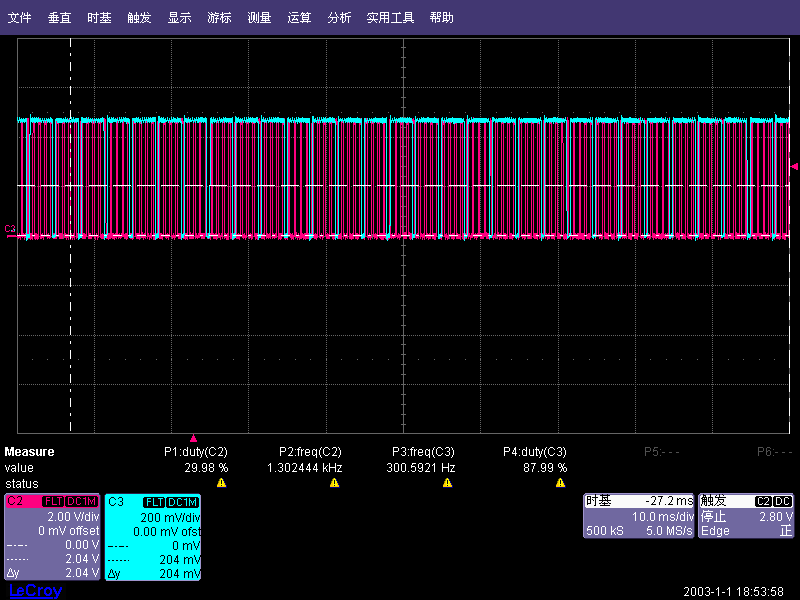 文件 垂直 时基 触发 显示 游标 测量 运算 分析 实用工具 帮助
C3
Measure P1:duty(C2) P2:freq(C2) P3:freq(C3) P4:duty(C3) P5:- - - P6:- - -
value 29.98 % 1.302444 kHz 300.5921 Hz 87.99 %
status
C2 FLT DC1M
2.00 V/div
0 mV offset
0.00 V
2.04 V
Δy 2.04 V
C3 FLT DC1M
200 mV/div
0.00 mV ofst
0 mV
204 mV
Δy 204 mV
时基 -27.2 ms
10.0 ms/div
500 kS 5.0 MS/s
触发 C2 DC
停止 2.80 V
Edge 正
LeCroy
2003-1-1 18:53:58